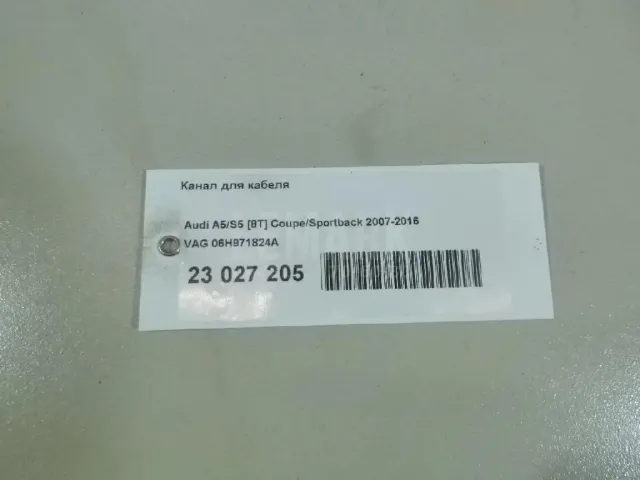 Канал для кабеля
Audi A5/S5 [8T] Coupe/Sportback 2007-2016
VAG 06H971824A
23 027 205